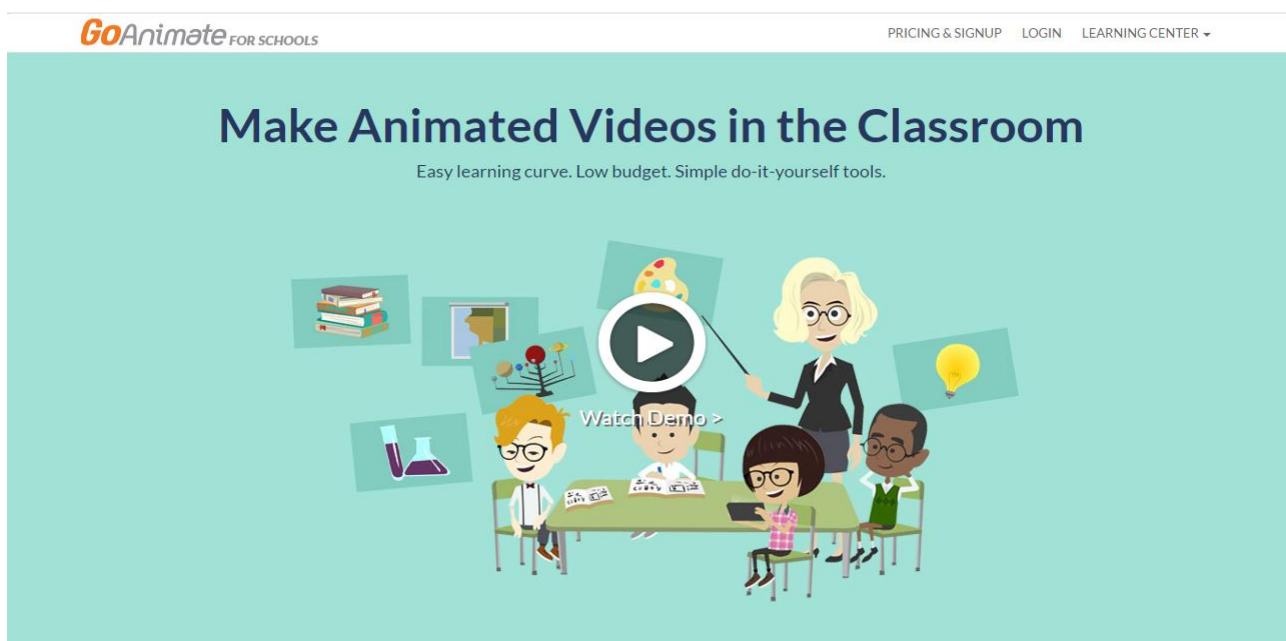 GoAnimate FOR SCHOOLS
PRICING & SIGNUP LOGIN LEARNING CENTER
Make Animated Videos in the Classroom
Easy learning curve. Low budget. Simple do-it-yourself tools.
Watch Demo >